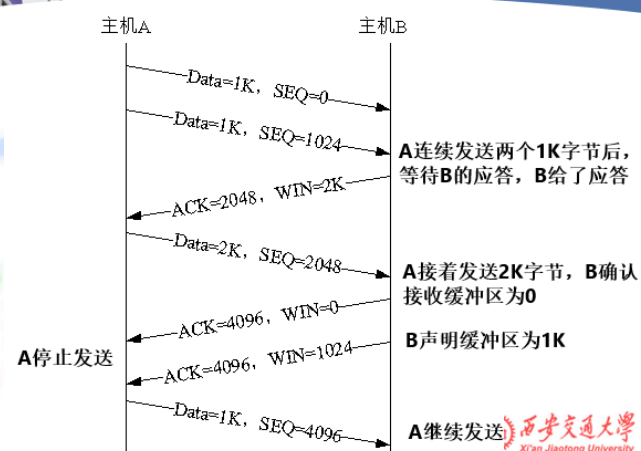 主机A
主机B
Data=1K，SEQ=0
Data=1K，SEQ=1024
A连续发送两个1K字节后，
等待B的应答，B给了应答
ACK=2048，WIN=2K
Data=2K，SEQ=2048
A接着发送2K字节，B确认
接收缓冲区为0
ACK=4096，WIN=0
B声明缓冲区为1K
A停止发送
ACK=4096，WIN=1024
Data=1K，SEQ=4096
A继续发送
西安交通大學
Xi'an Jiaotong University